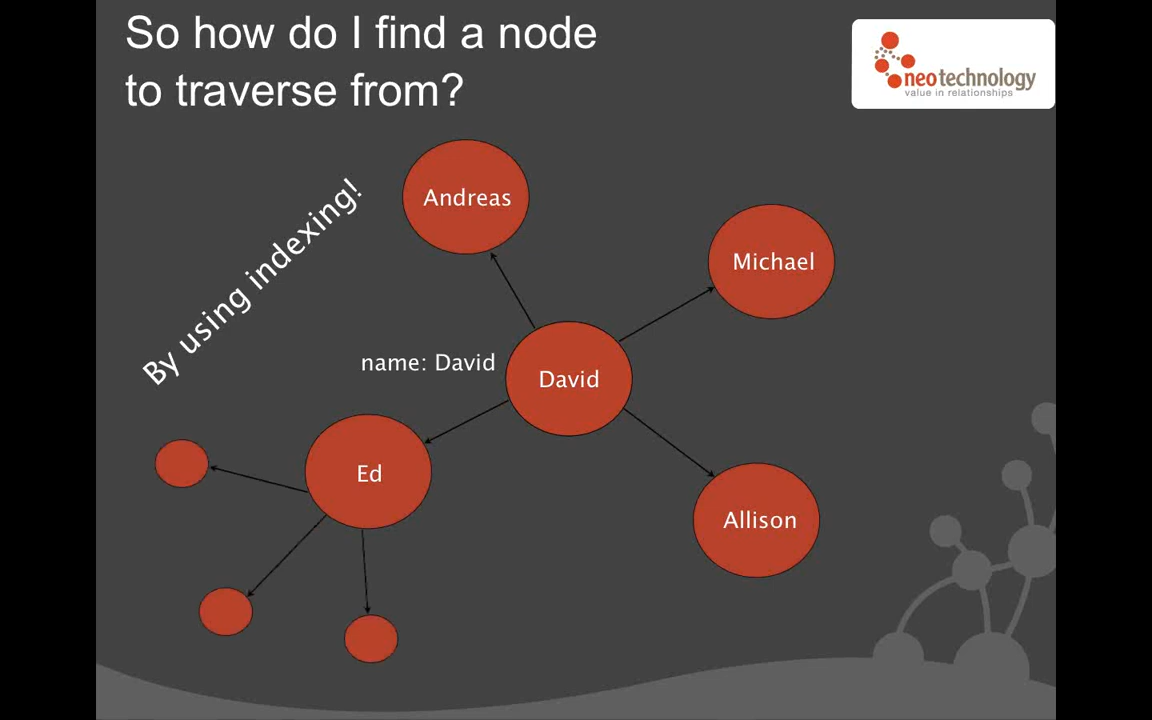 So how do I find a node
to traverse from?
neotechnology
value in relationships
By using indexing!
Andreas
Michael
name: David
David
Ed
Allison